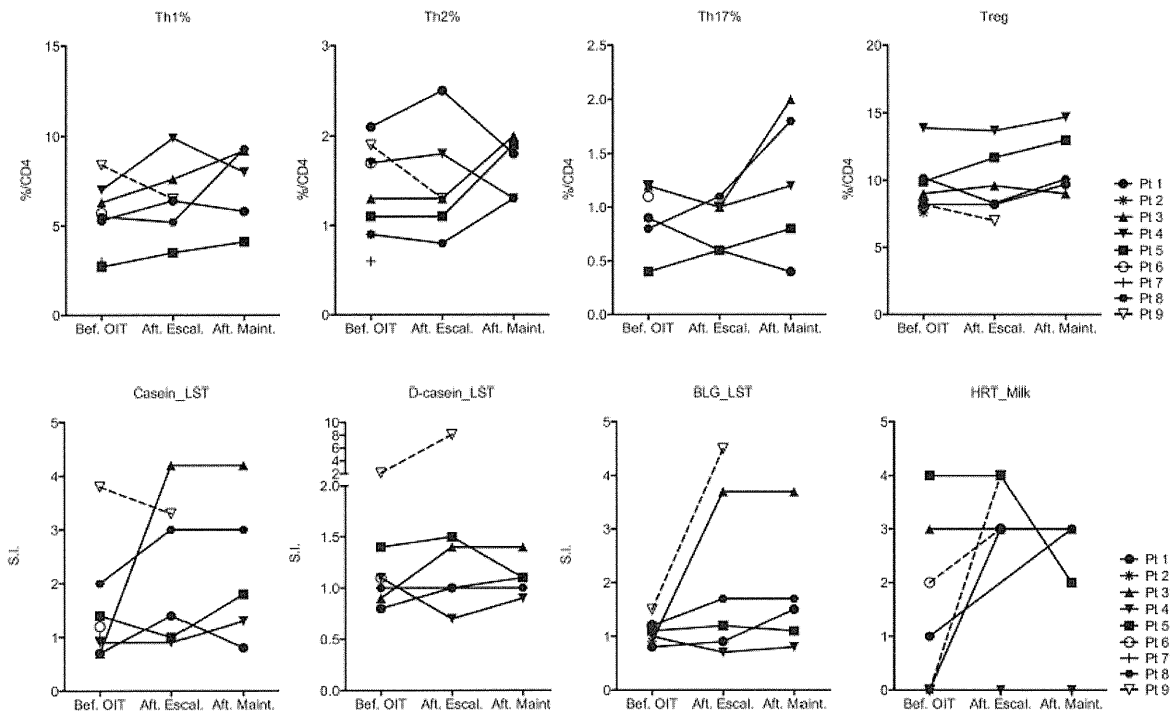 Th1%
Th2%
Th17%
Treg
%/CD4
15
10
5
0
Bef. OIT Aft. Escal. Aft. Maint.
%/CD4
3
2
1
0
Bef. OIT Aft. Escal. Aft. Maint.
%/CD4
2.5
2.0
1.5
1.0
0.5
0.0
Bef. OIT Aft. Escal. Aft. Maint.
%/CD4
20
15
10
5
0
Bef. OIT Aft. Escal. Aft. Maint.
Pt 1
Pt 2
Pt 3
Pt 4
Pt 5
Pt 6
Pt 7
Pt 8
Pt 9
Casein_LST
D-casein_LST
BLG_LST
HRT_Milk
S.I.
5
4
3
2
1
0
Bef. OIT Aft. Escal. Aft. Maint.
10
8
6
4
2
2.0
1.5
1.0
0.5
0.0
Bef. OIT Aft. Escal. Aft. Maint.
S.I.
5
4
3
2
1
0
Bef. OIT Aft. Escal. Aft. Maint.
5
4
3
2
1
0
Bef. OIT Aft. Escal. Aft. Maint.
Pt 1
Pt 2
Pt 3
Pt 4
Pt 5
Pt 6
Pt 7
Pt 8
Pt 9